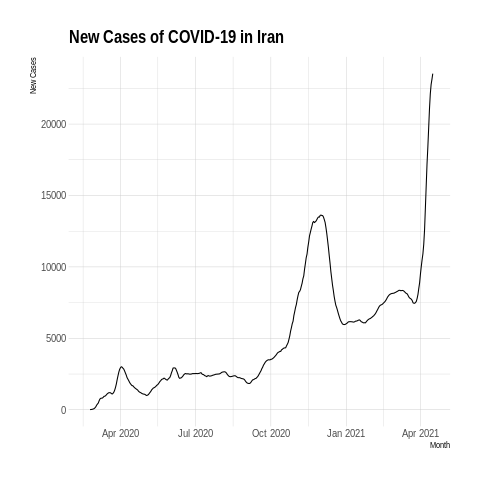 New Cases of COVID-19 in Iran
New Cases
20000
15000
10000
5000
0
Apr 2020 Jul 2020 Oct 2020 Jan 2021 Apr 2021
Month